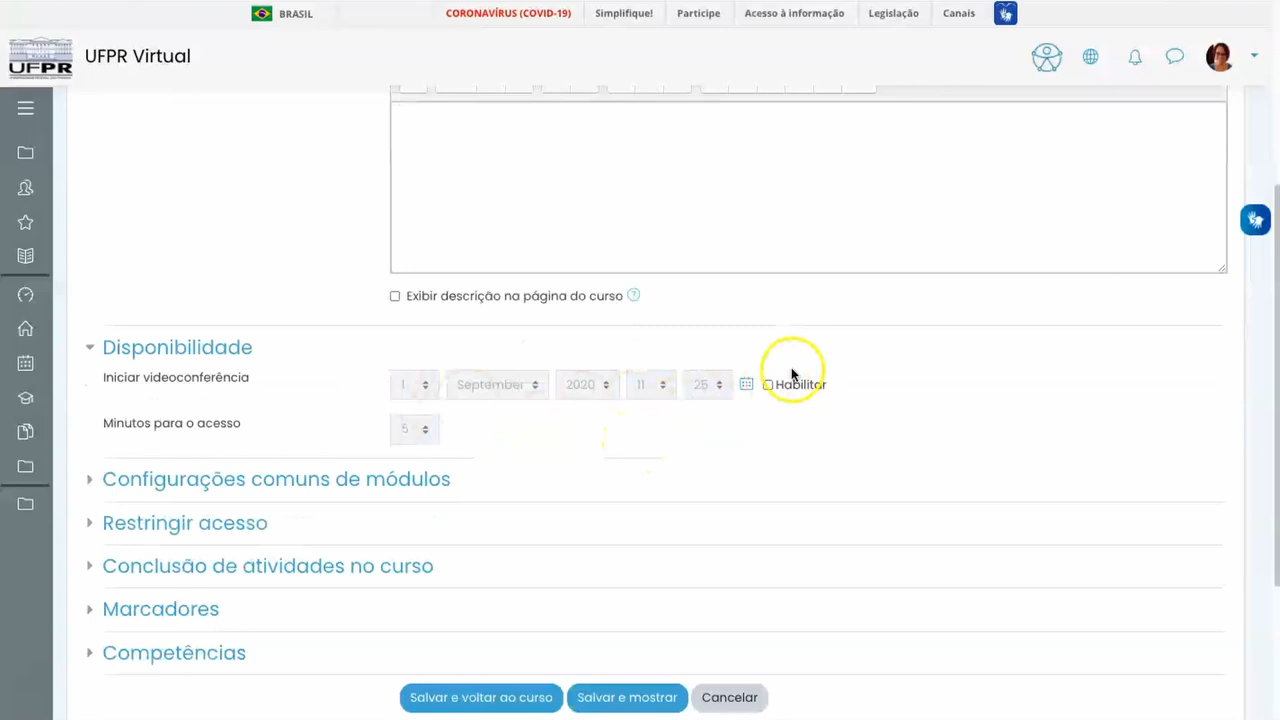 BRASIL CORONAVÍRUS (COVID-19) Simplifique! Participe Acesso à informação Legislação Canais
UFPR UFPR Virtual
Exibir descrição na página do curso ?
Disponibilidade
Iniciar videoconferência 1 September 2020 11 25 Habilitar
Minutos para o acesso 5
Configurações comuns de módulos
Restringir acesso
Conclusão de atividades no curso
Marcadores
Competências
Salvar e voltar ao curso Salvar e mostrar Cancelar